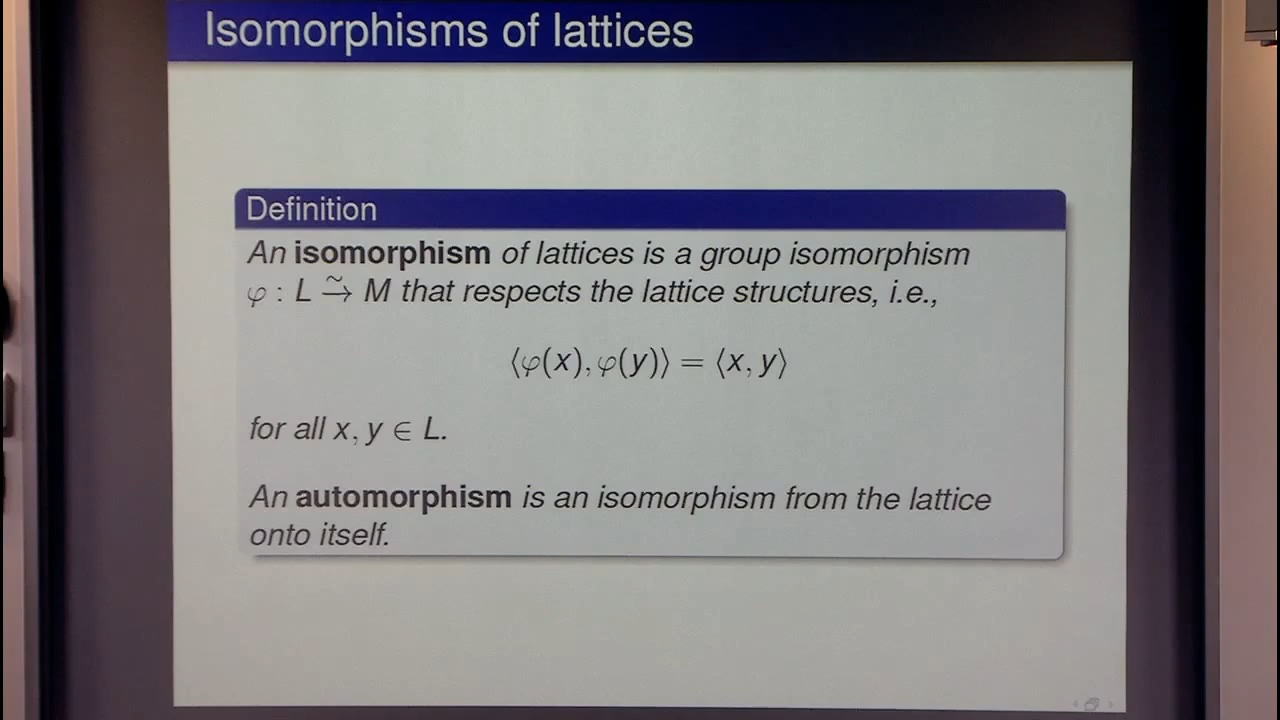 Isomorphisms of lattices
Definition
An isomorphism of lattices is a group isomorphism
φ : L →̃ M that respects the lattice structures, i.e.,
⟨φ(x), φ(y)⟩ = ⟨x, y⟩
for all x, y ∈ L.
An automorphism is an isomorphism from the lattice
onto itself.